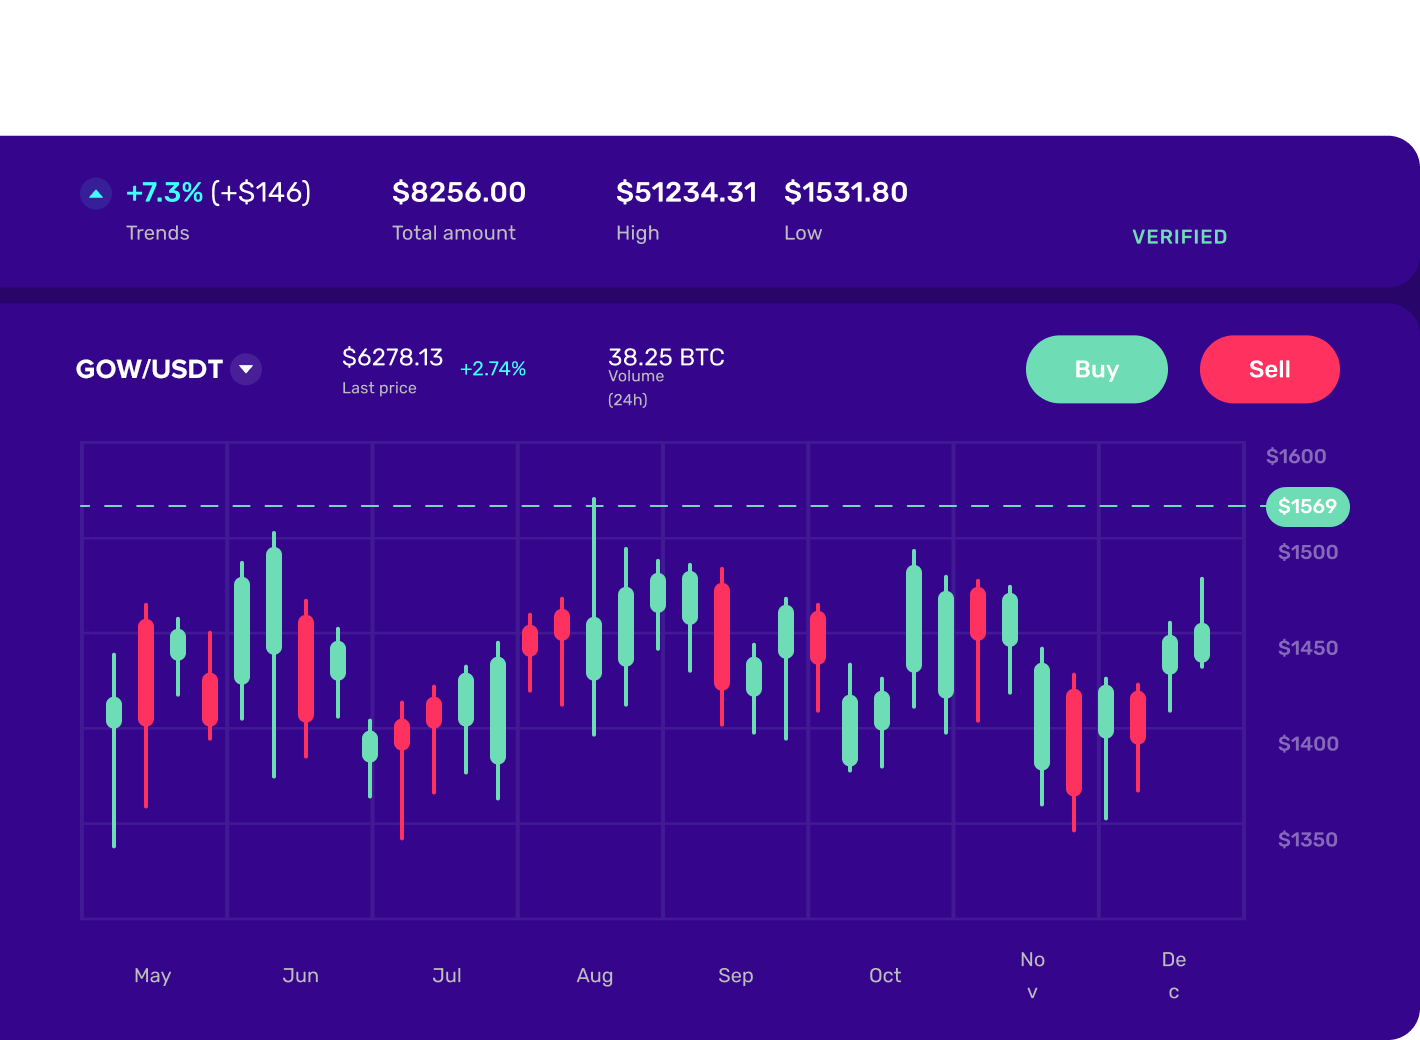 +7.3% (+$146)
Trends
$8256.00
Total amount
$51234.31
High
$1531.80
Low
VERIFIED
GOW/USDT
$6278.13
Last price
+2.74%
38.25 BTC
Volume
(24h)
Buy
Sell
$1600
$1569
$1500
$1450
$1400
$1350
May
Jun
Jul
Aug
Sep
Oct
No
v
De
c